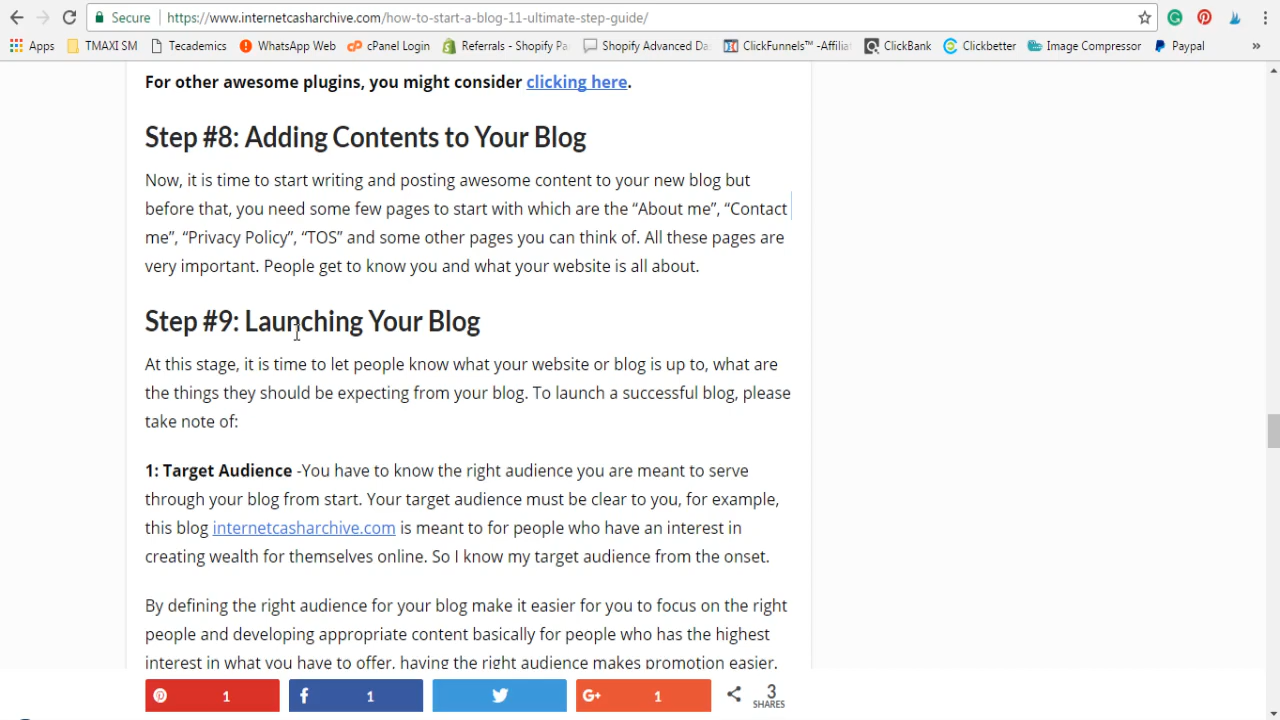 Secure
https://www.internetcasharchive.com/how-to-start-a-blog-11-ultimate-step-guide/
Apps TMAXI SM Tecademics WhatsApp Web cPanel Login Referrals - Shopify Pa Shopify Advanced Da ClickFunnels™ -Affilia ClickBank Clickbetter Image Compressor Paypal »
For other awesome plugins, you might consider clicking here.
Step #8: Adding Contents to Your Blog
Now, it is time to start writing and posting awesome content to your new blog but
before that, you need some few pages to start with which are the “About me”, “Contact
me”, “Privacy Policy”, “TOS” and some other pages you can think of. All these pages are
very important. People get to know you and what your website is all about.
Step #9: Launching Your Blog
At this stage, it is time to let people know what your website or blog is up to, what are
the things they should be expecting from your blog. To launch a successful blog, please
take note of:
1: Target Audience -You have to know the right audience you are meant to serve
through your blog from start. Your target audience must be clear to you, for example,
this blog internetcasharchive.com is meant to for people who have an interest in
creating wealth for themselves online. So I know my target audience from the onset.
By defining the right audience for your blog make it easier for you to focus on the right
people and developing appropriate content basically for people who has the highest
interest in what you have to offer, having the right audience makes promotion easier.
1 1 G+ 1 3
SHARES